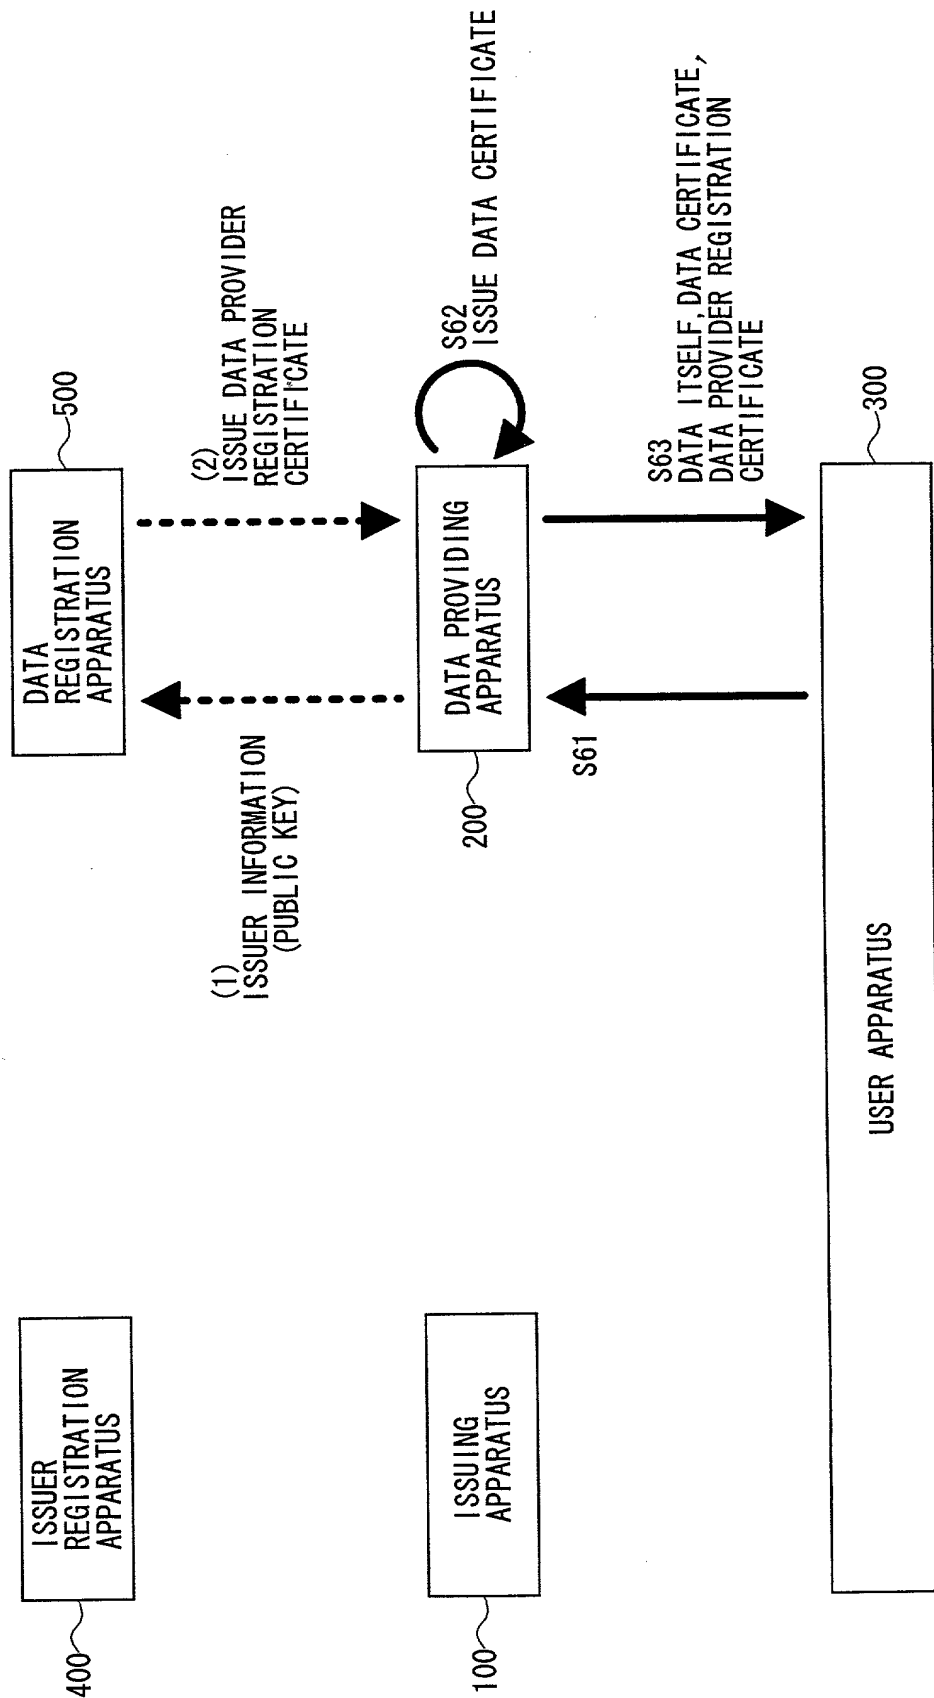 400
ISSUER
REGISTRATION
APPARATUS
DATA
REGISTRATION
APPARATUS
500
(1)
ISSUER INFORMATION
(PUBLIC KEY)
(2)
ISSUE DATA PROVIDER
REGISTRATION
CERTIFICATE
100
ISSUING
APPARATUS
200
DATA PROVIDING
APPARATUS
S62
ISSUE DATA CERTIFICATE
S61
S63
DATA ITSELF, DATA CERTIFICATE,
DATA PROVIDER REGISTRATION
CERTIFICATE
USER APPARATUS
300